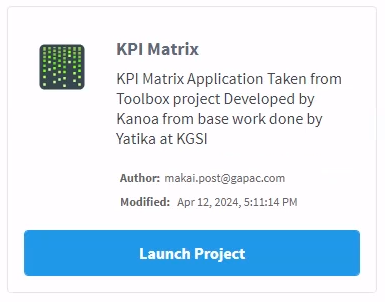 KPI Matrix
KPI Matrix Application Taken from
Toolbox project Developed by
Kanoa from base work done by
Yatika at KGSI
Author: makai.post@gapac.com
Modified: Apr 12, 2024, 5:11:14 PM
Launch Project